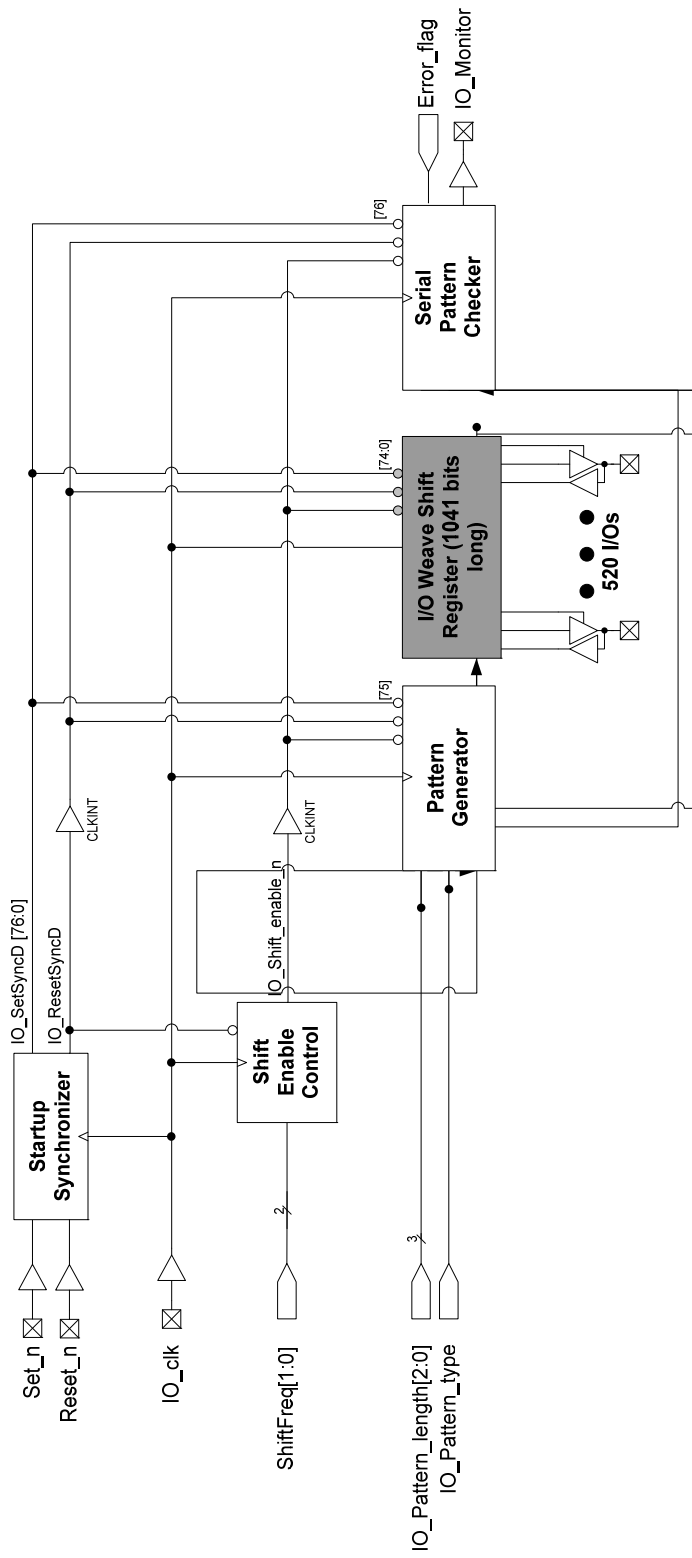 Set_n
Reset_n
IO_clk
ShiftFreq[1:0]
IO_Pattern_length[2:0]
IO_Pattern_type
2
3
Startup
Synchronizer
IO_SetSyncD [76:0]
IO_ResetSyncD
Shift
Enable
Control
IO_Shift_enable_n
CLKINT
CLKINT
[75]
Pattern
Generator
[74:0]
I/O Weave Shift
Register (1041 bits
long)
520 I/Os
[76]
Serial
Pattern
Checker
Error_flag
IO_Monitor